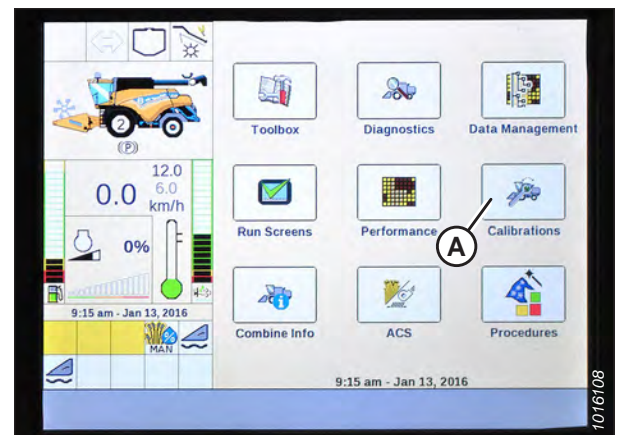 2
(P)
12.0
6.0
0.0
km/h
0%
9:15 am - Jan 13, 2016
MAN
Toolbox
Diagnostics
Data Management
Run Screens
Performance
Calibrations
A
Combine Info
ACS
Procedures
9:15 am - Jan 13, 2016
1016108